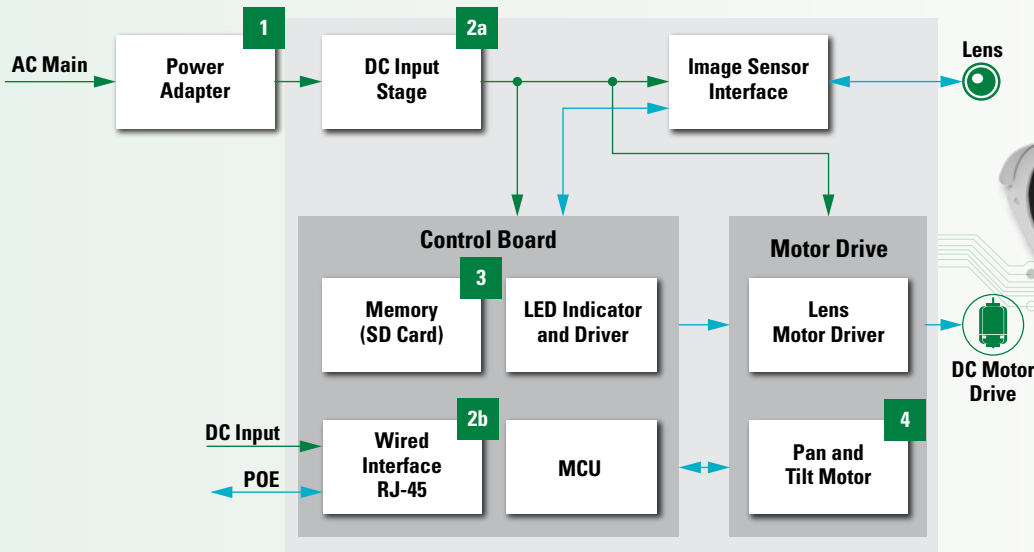 1
2a
AC Main
Power
Adapter
DC Input
Stage
Image Sensor
Interface
Lens
Control Board
Motor Drive
3
Memory
(SD Card)
LED Indicator
and Driver
Lens
Motor Driver
DC Motor
Drive
DC Input
POE
2b
Wired
Interface
RJ-45
MCU
4
Pan and
Tilt Motor